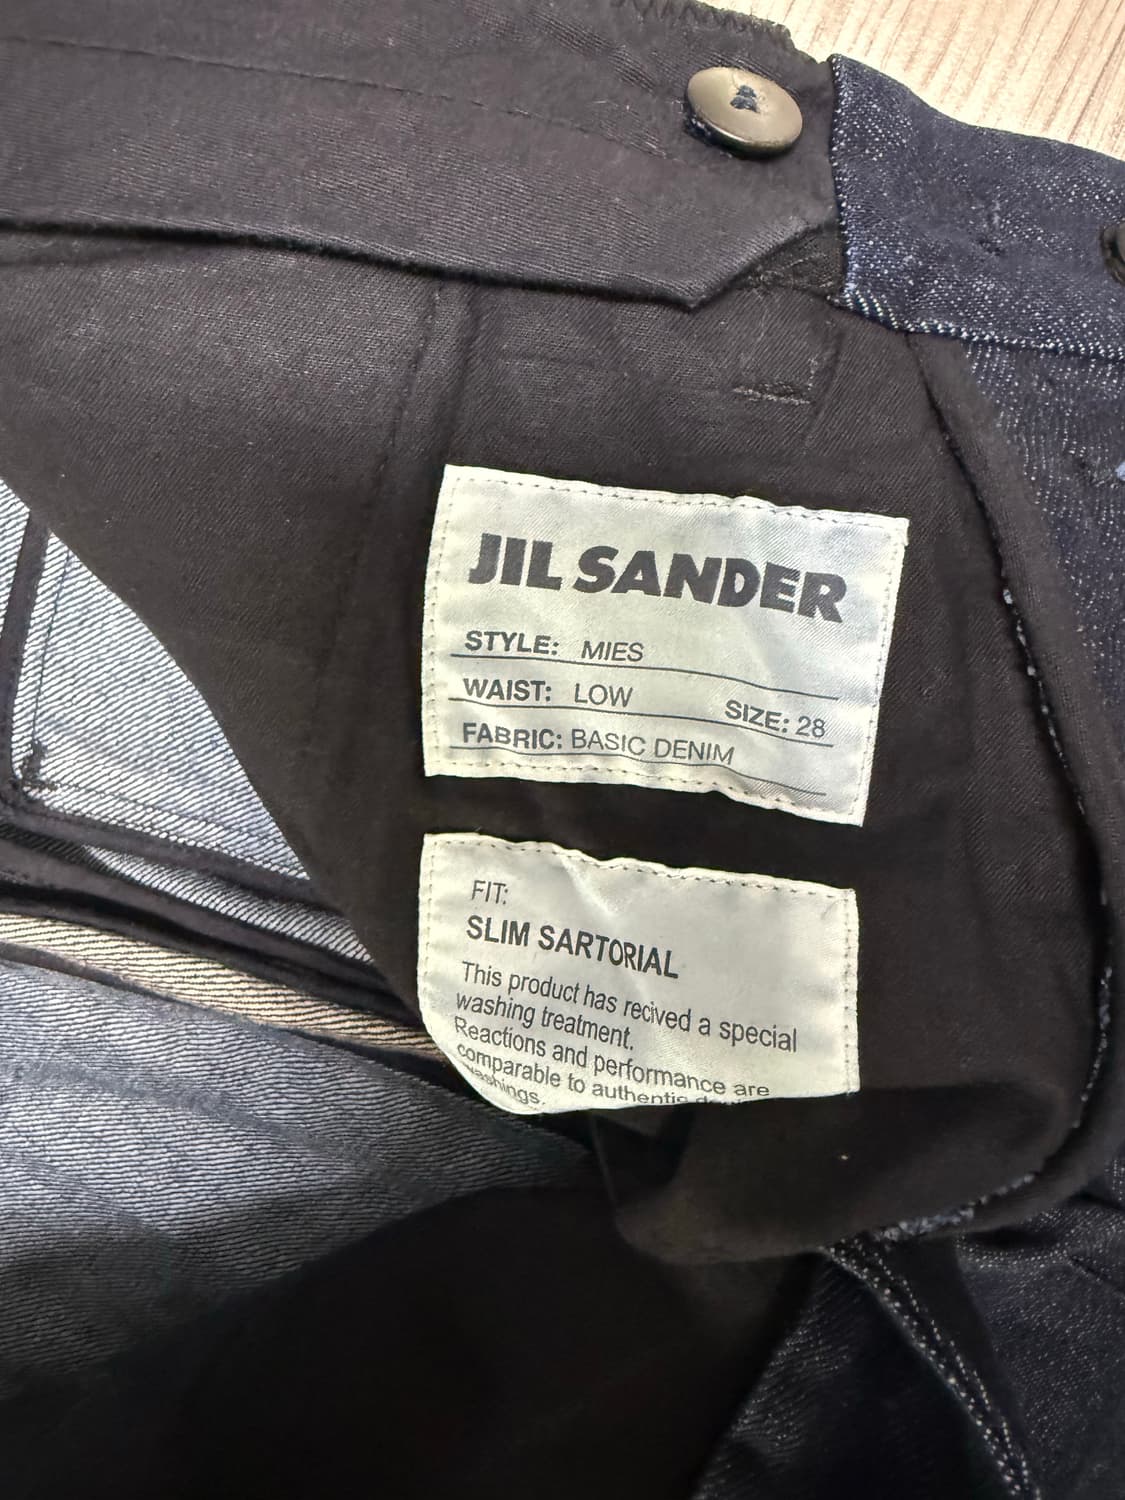 JIL SANDER
STYLE: MIES
WAIST: LOW SIZE: 28
FABRIC: BASIC DENIM
FIT:
SLIM SARTORIAL
This product has recived a special
washing treatment.
Reactions and performance are
comparable to authentic
washings.